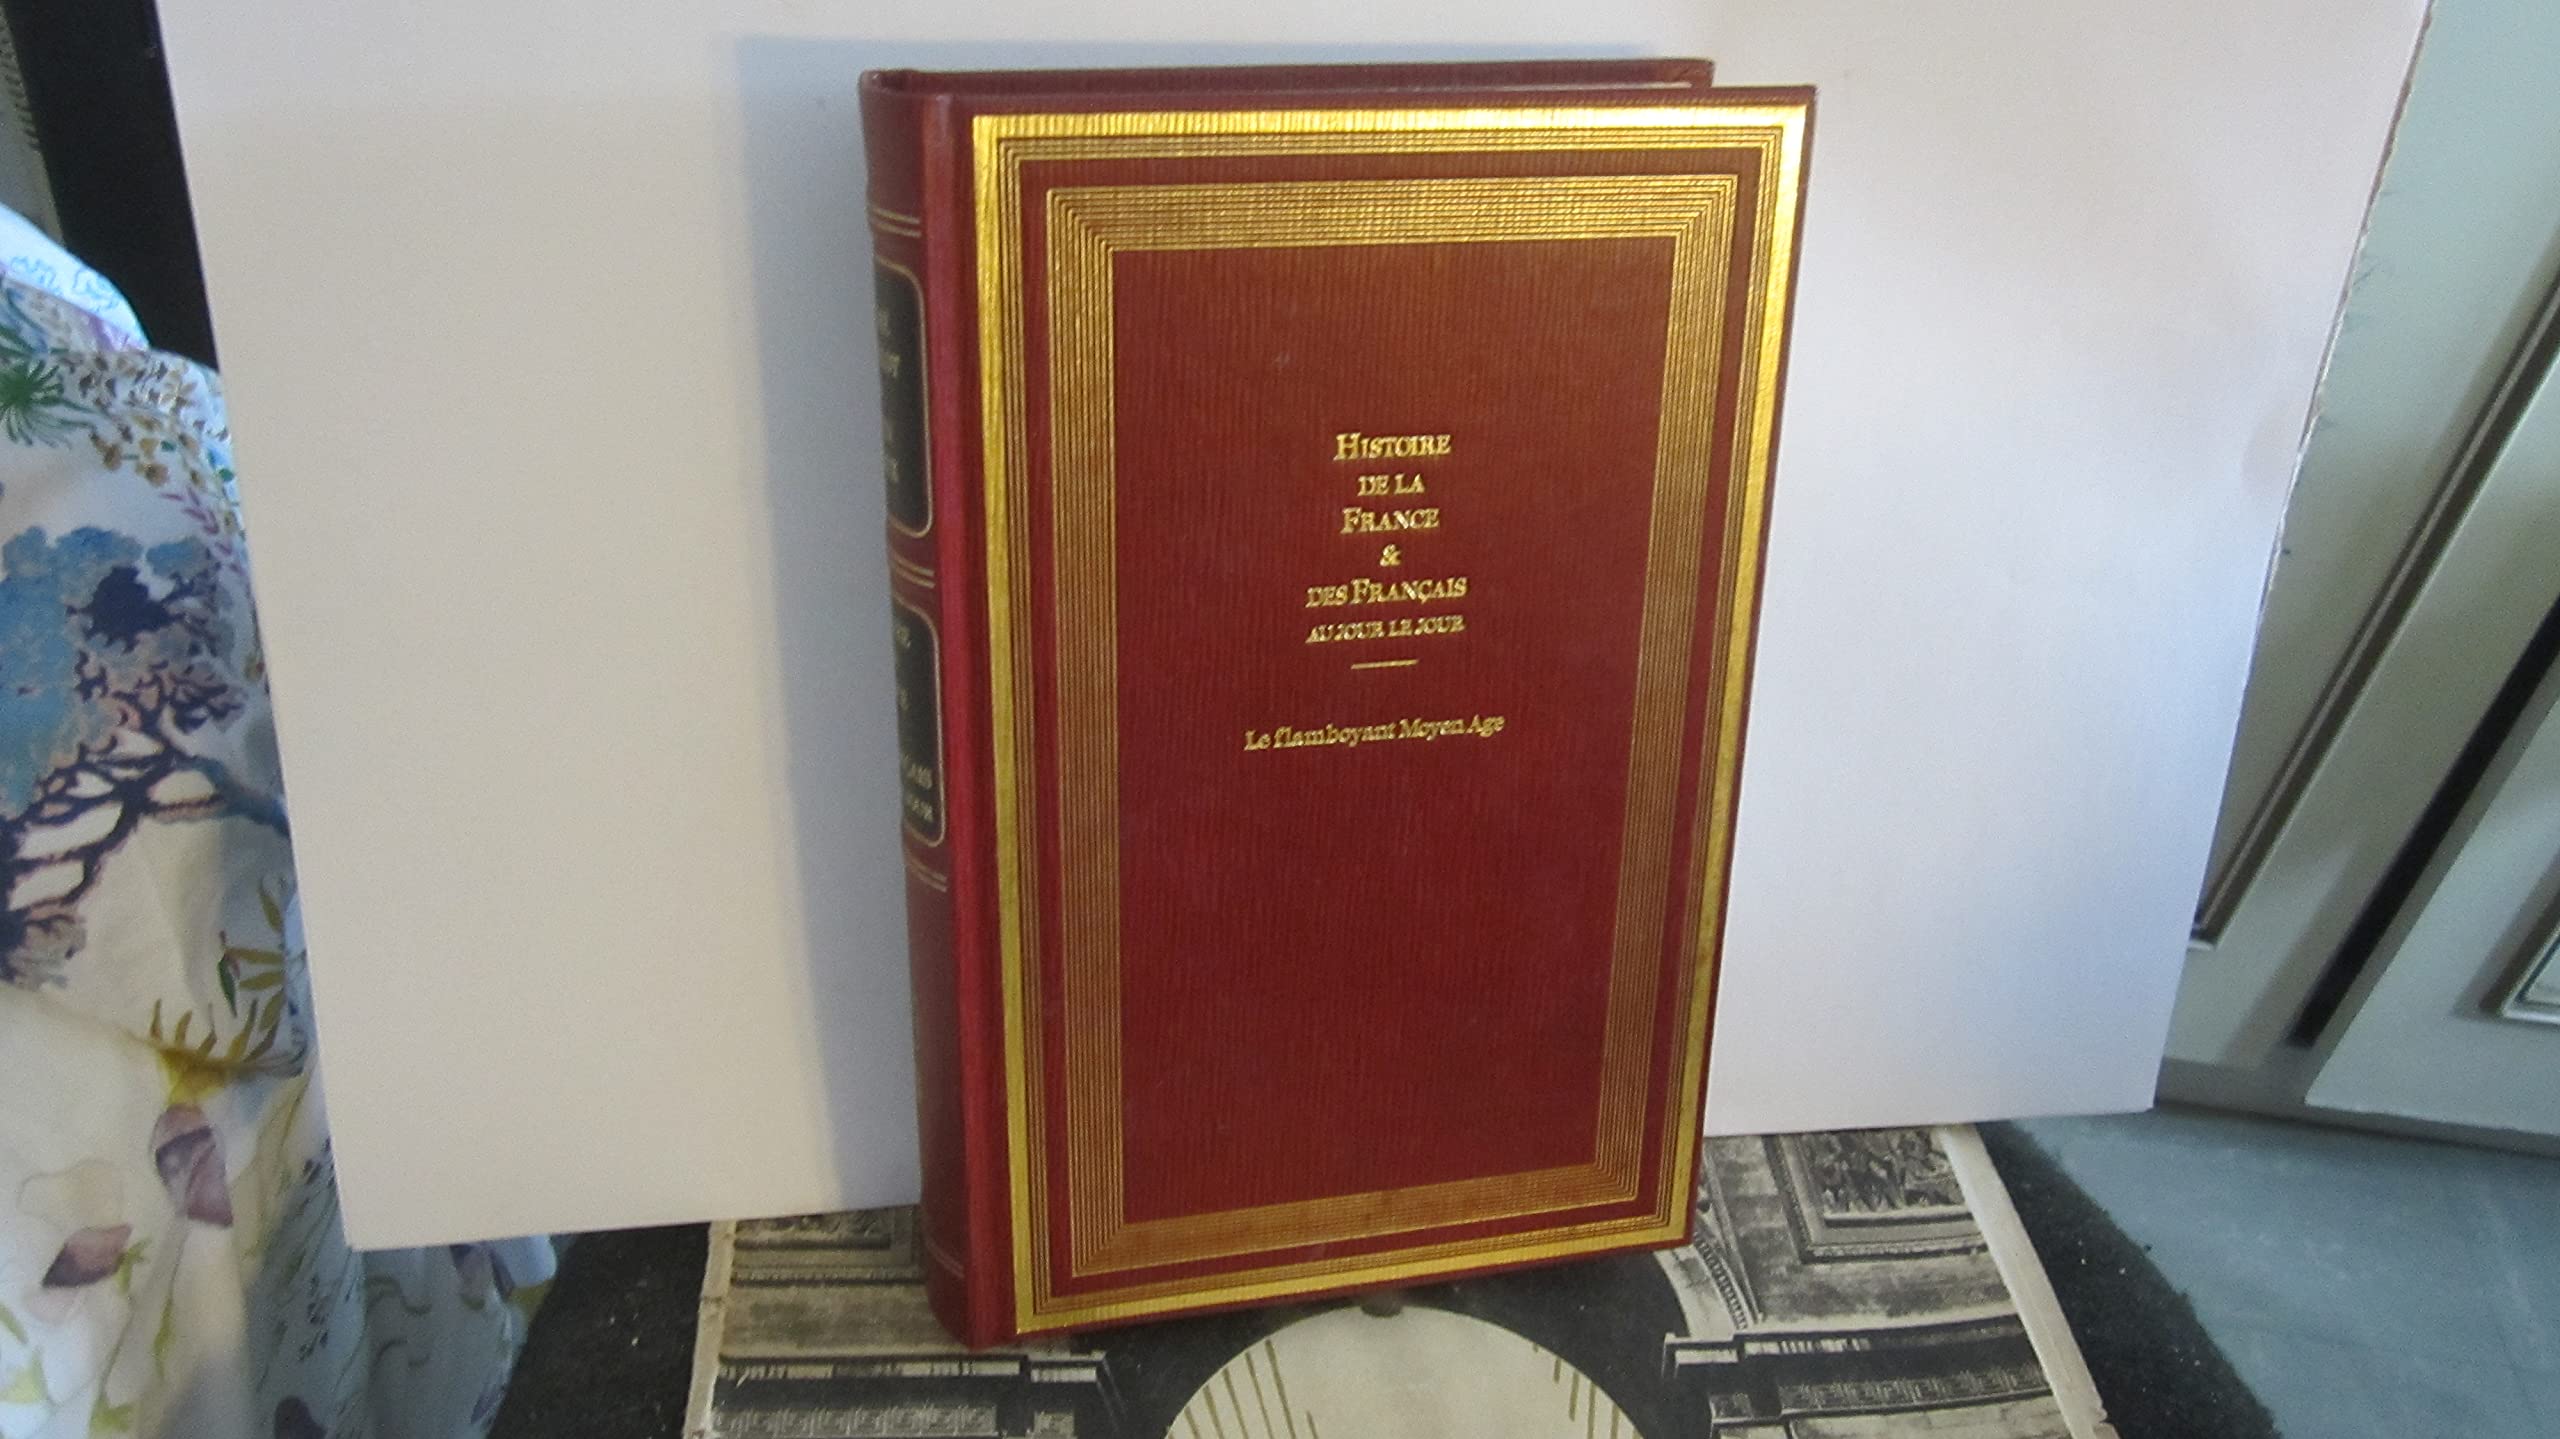 HISTOIRE
DE LA
FRANCE
&
DES FRANÇAIS
AU JOUR LE JOUR
Le flamboyant Moyen Age